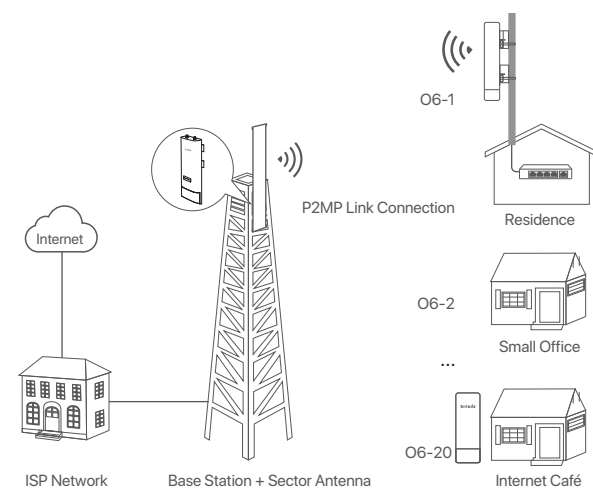 O6-1
P2MP Link Connection
Residence
Internet
O6-2
Small Office
...
Tenda
O6-20
ISP Network
Base Station + Sector Antenna
Internet Café